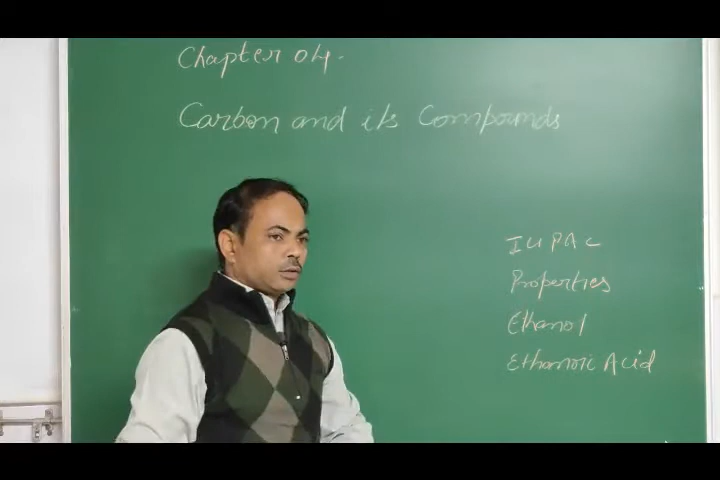 Chapter 04.
Carbon and its Compounds
IUPAC
Properties
Ethanol
Ethanoic Acid